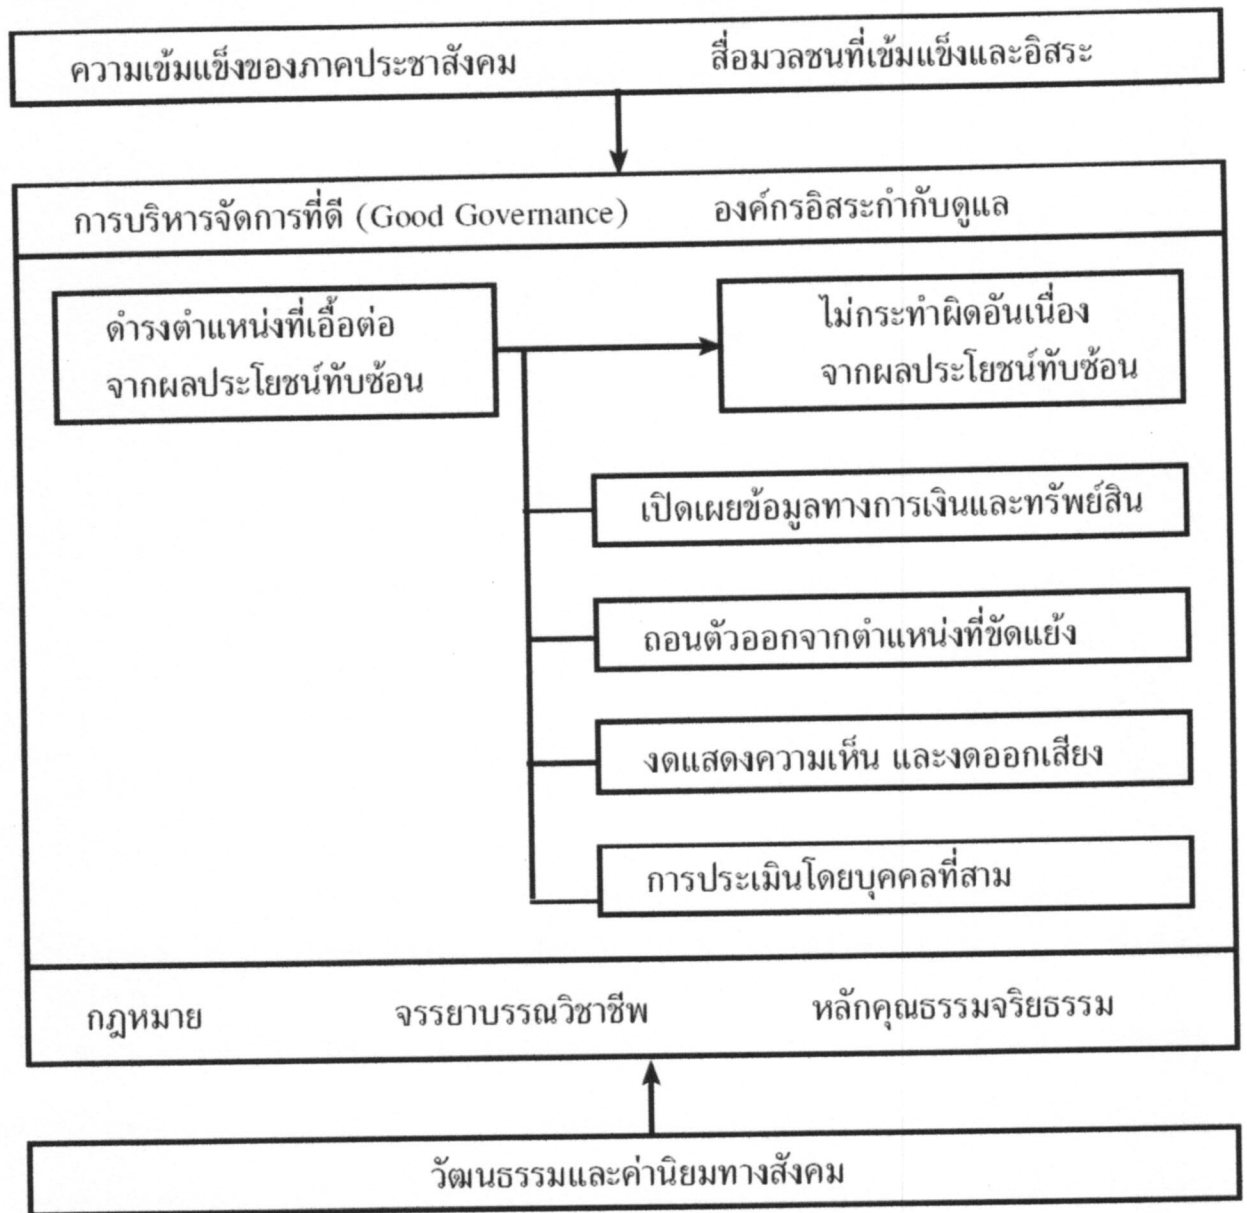 ความเข้มแข็งของภาคประชาสังคม สื่อมวลชนที่เข้มแข็งและอิสระ
การบริหารจัดการที่ดี (Good Governance) องค์กรอิสระกำกับดูแล
ดำรงตำแหน่งที่เอื้อต่อ
จากผลประโยชน์ทับซ้อน
ไม่กระทำผิดอันเนื่อง
จากผลประโยชน์ทับซ้อน
เปิดเผยข้อมูลทางการเงินและทรัพย์สิน
ถอนตัวออกจากตำแหน่งที่ขัดแย้ง
งดแสดงความเห็น และงดออกเสียง
การประเมินโดยบุคคลที่สาม
กฎหมาย จรรยาบรรณวิชาชีพ หลักคุณธรรมจริยธรรม
วัฒนธรรมและค่านิยมทางสังคม